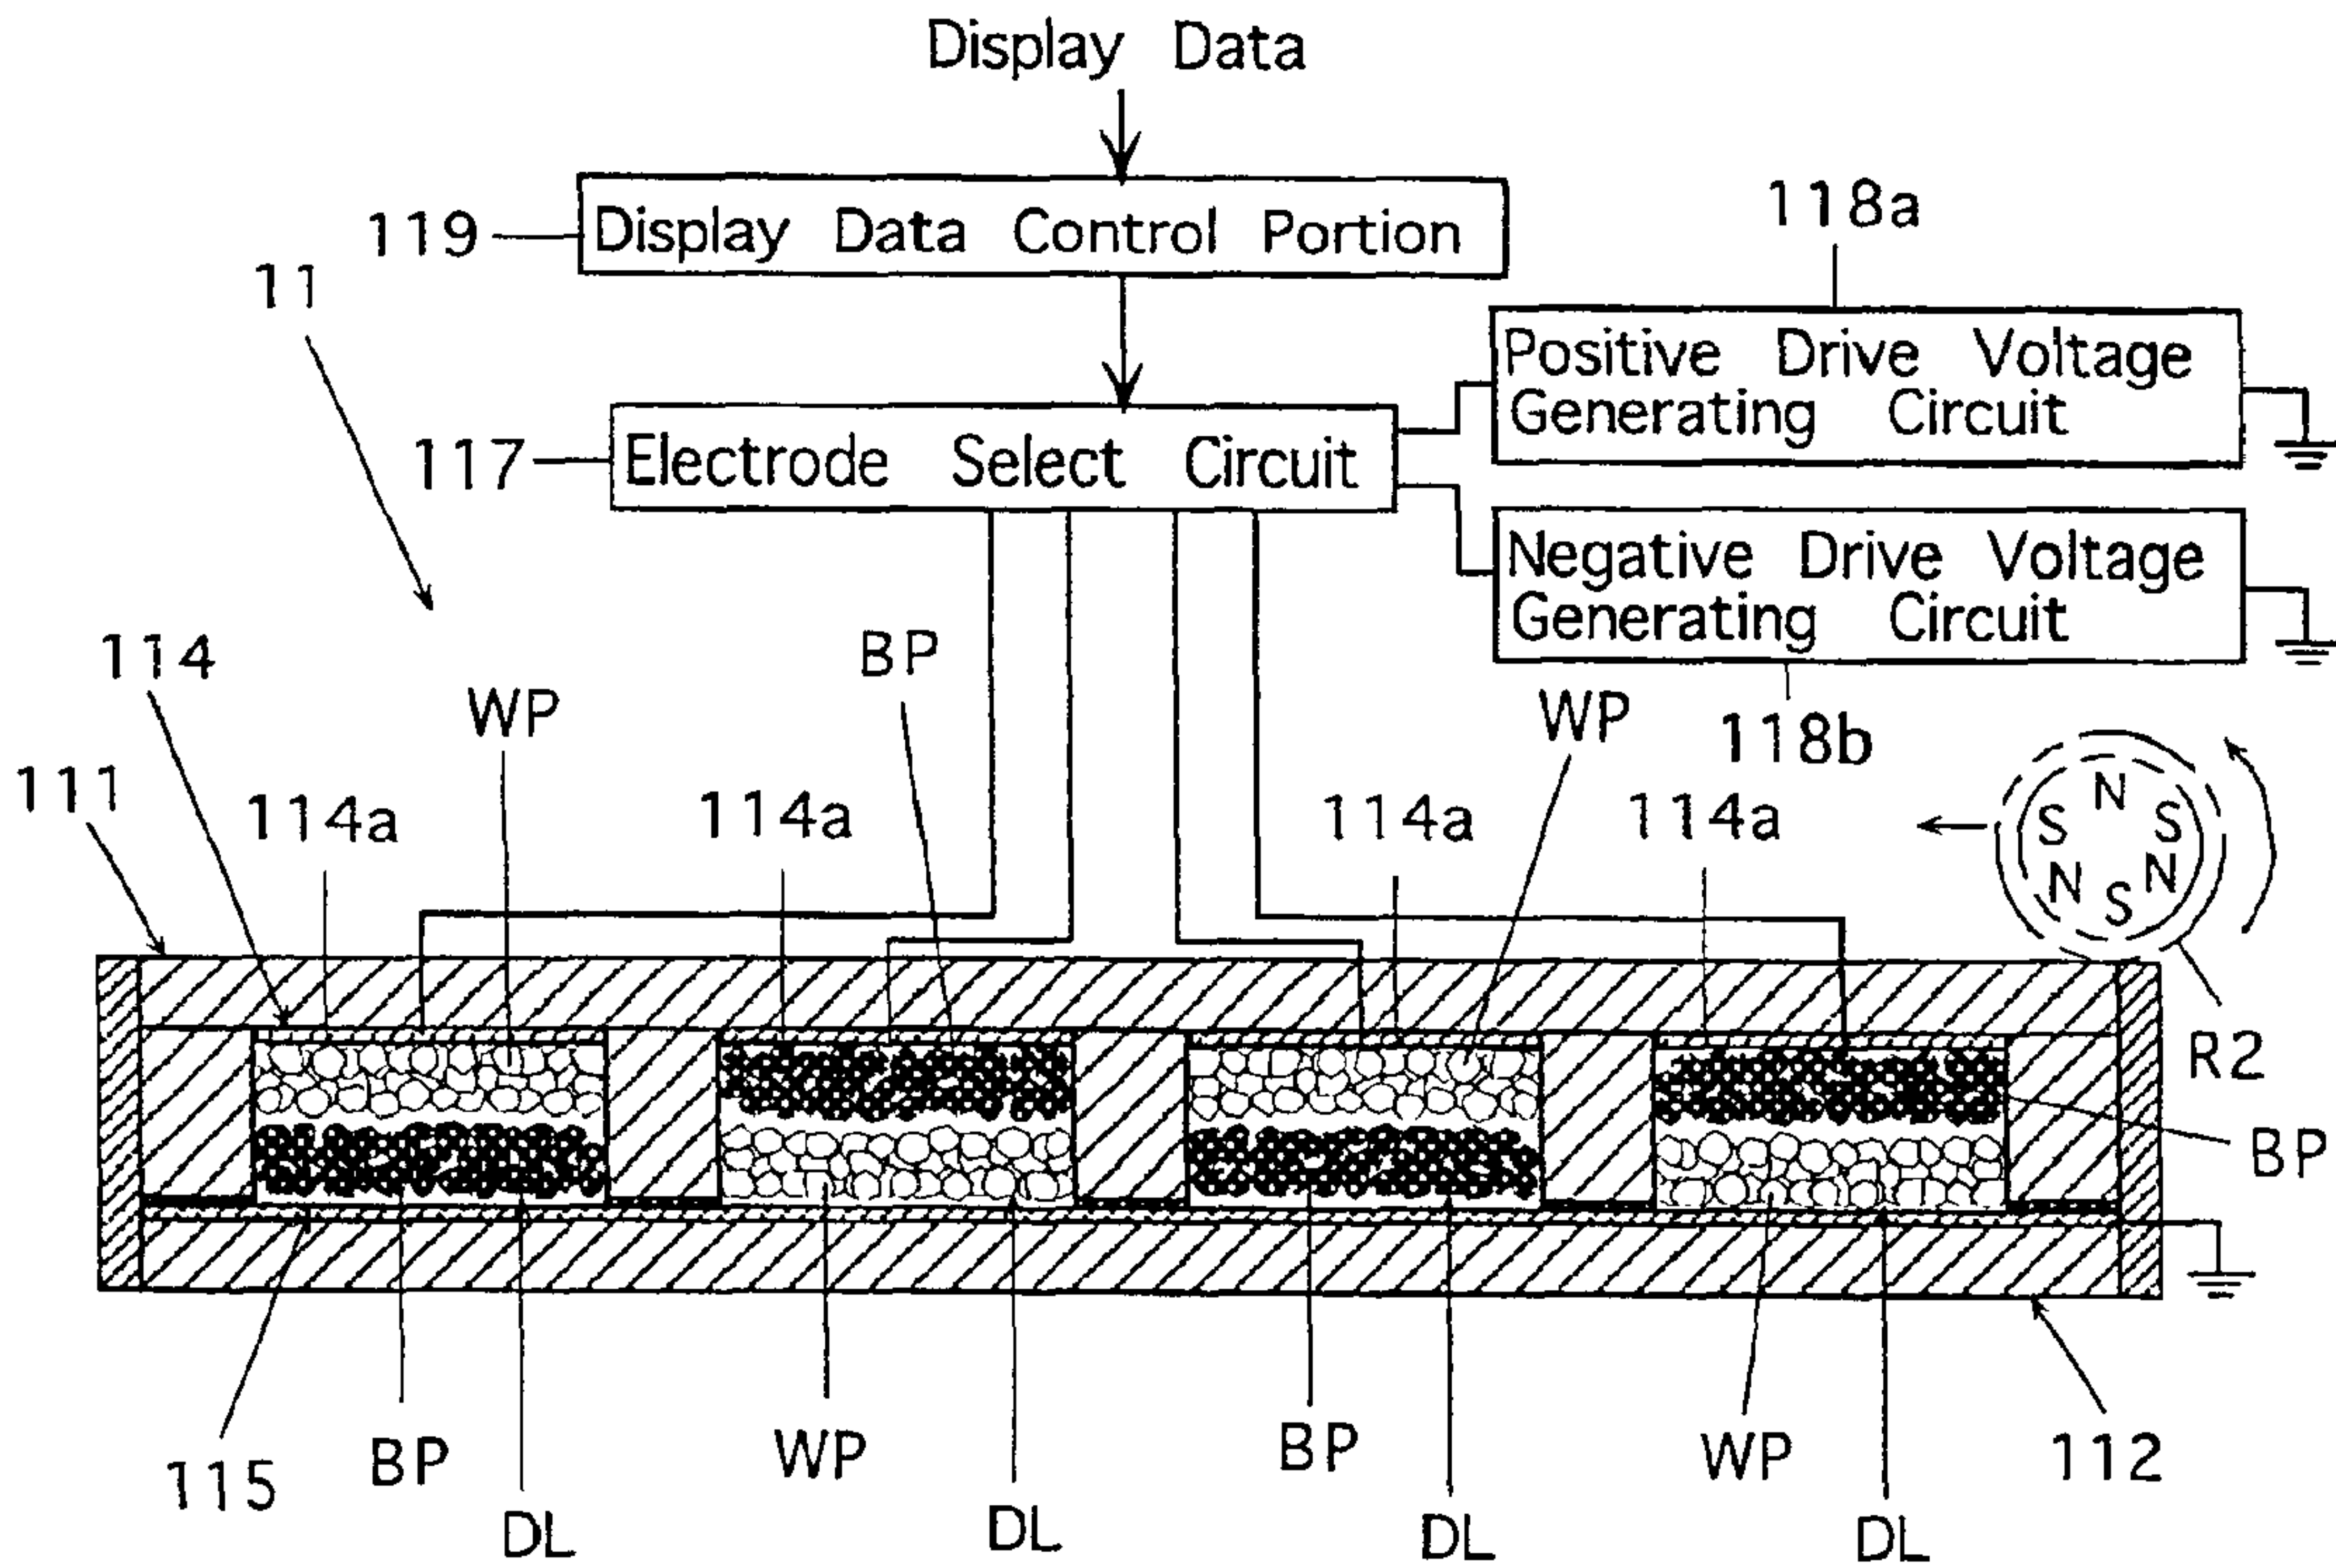 Display Data
119
Display Data Control Portion
118a
11
Positive Drive Voltage
Generating Circuit
117
Electrode Select Circuit
Negative Drive Voltage
Generating Circuit
114
WP
BP
WP
118b
111
114a
114a
114a
114a
N
S
S
N
N
S
R2
BP
115
BP
WP
BP
WP
112
DL
DL
DL
DL